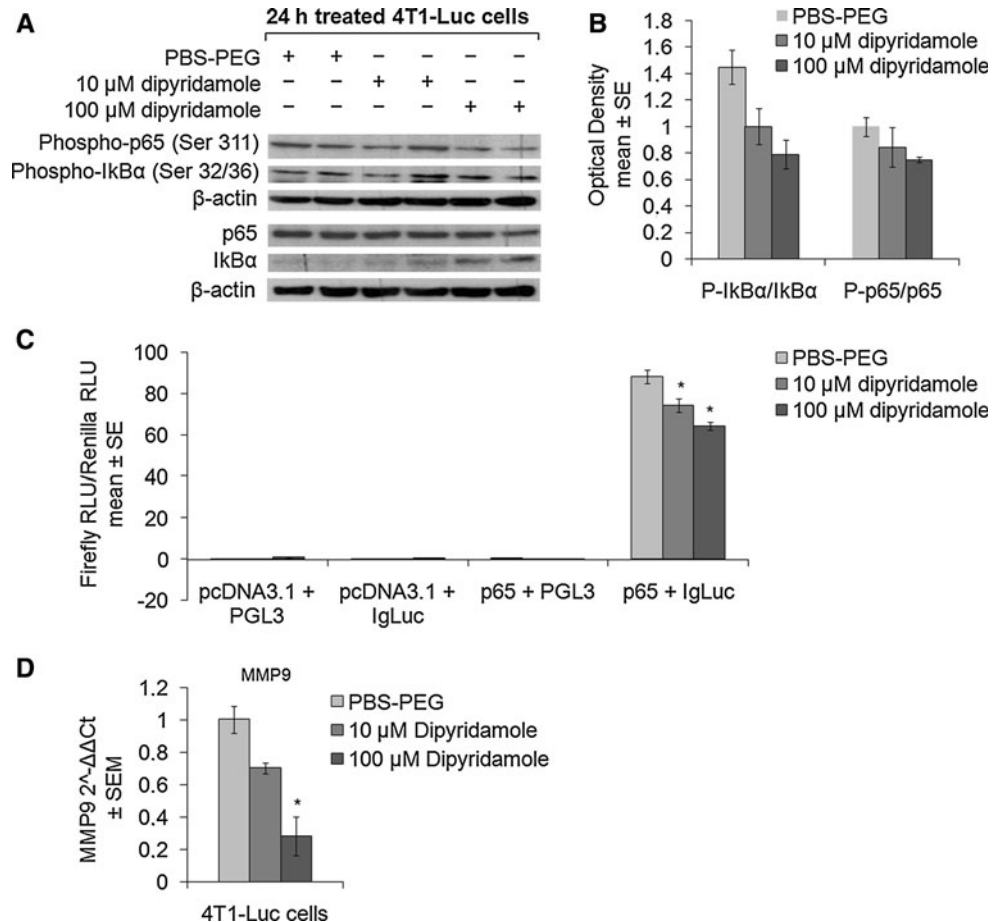 A
24 h treated 4T1-Luc cells
PBS-PEG + + – – – –
10 µM dipyridamole – – + + – –
100 µM dipyridamole – – – – + +
Phospho-p65 (Ser 311)
Phospho-IkBα (Ser 32/36)
β-actin
p65
IkBα
β-actin
B
Optical Density
mean ± SE
1.6
1.4
1.2
1
0.8
0.6
0.4
0.2
0
P-IkBα/IkBα
P-p65/p65
PBS-PEG
10 µM dipyridamole
100 µM dipyridamole
C
Firefly RLU/Renilla RLU
mean ± SE
100
80
60
40
20
0
-20
* *
pcDNA3.1 +
PGL3
pcDNA3.1 +
IgLuc
p65 + PGL3
p65 + IgLuc
PBS-PEG
10 µM dipyridamole
100 µM dipyridamole
D
MMP9
MMP9 2^-ΔΔCt
± SEM
1.2
1
0.8
0.6
0.4
0.2
0
*
4T1-Luc cells
PBS-PEG
10 µM Dipyridamole
100 µM Dipyridamole